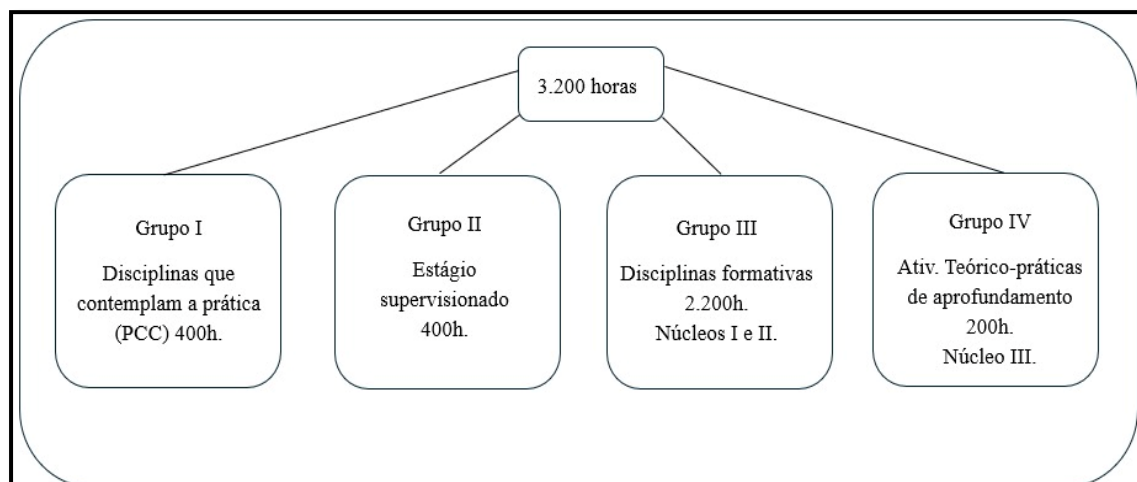 3.200 horas
Grupo I
Disciplinas que
contemplam a prática
(PCC) 400h.
Grupo II
Estágio
supervisionado
400h.
Grupo III
Disciplinas formativas
2.200h.
Núcleos I e II.
Grupo IV
Ativ. Teórico-práticas
de aprofundamento
200h.
Núcleo III.